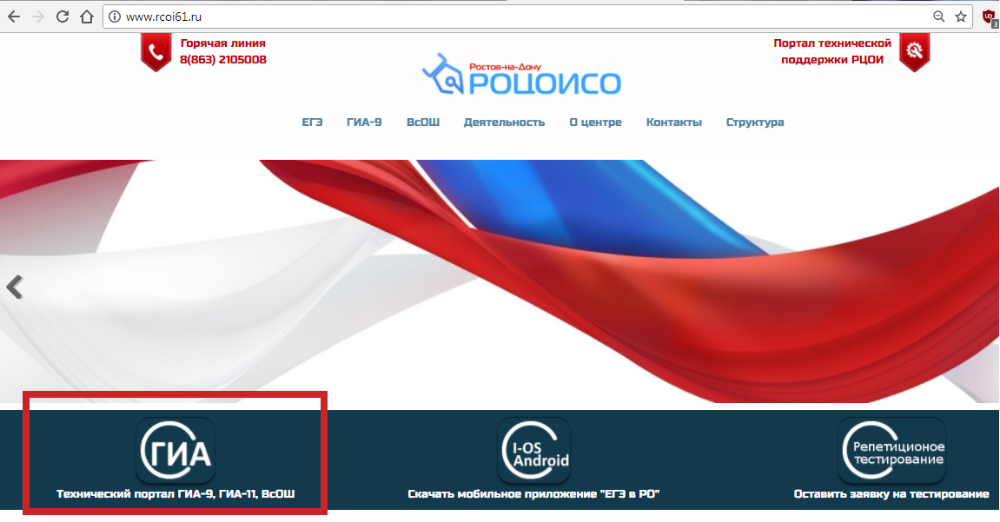 www.rcoi61.ru
3
Горячая линия
8(863) 2105008
Портал технической
поддержки РЦОИ
Ростов-на-Дону
РОЦОИСО
ЕГЭ ГИА-9 ВсОШ Деятельность О центре Контакты Структура
ГИА
Технический портал ГИА-9, ГИА-11, ВсОШ
I-OS
Android
Скачать мобильное приложение "ЕГЭ в РО"
Репетиционое
тестирование
Оставить заявку на тестирование